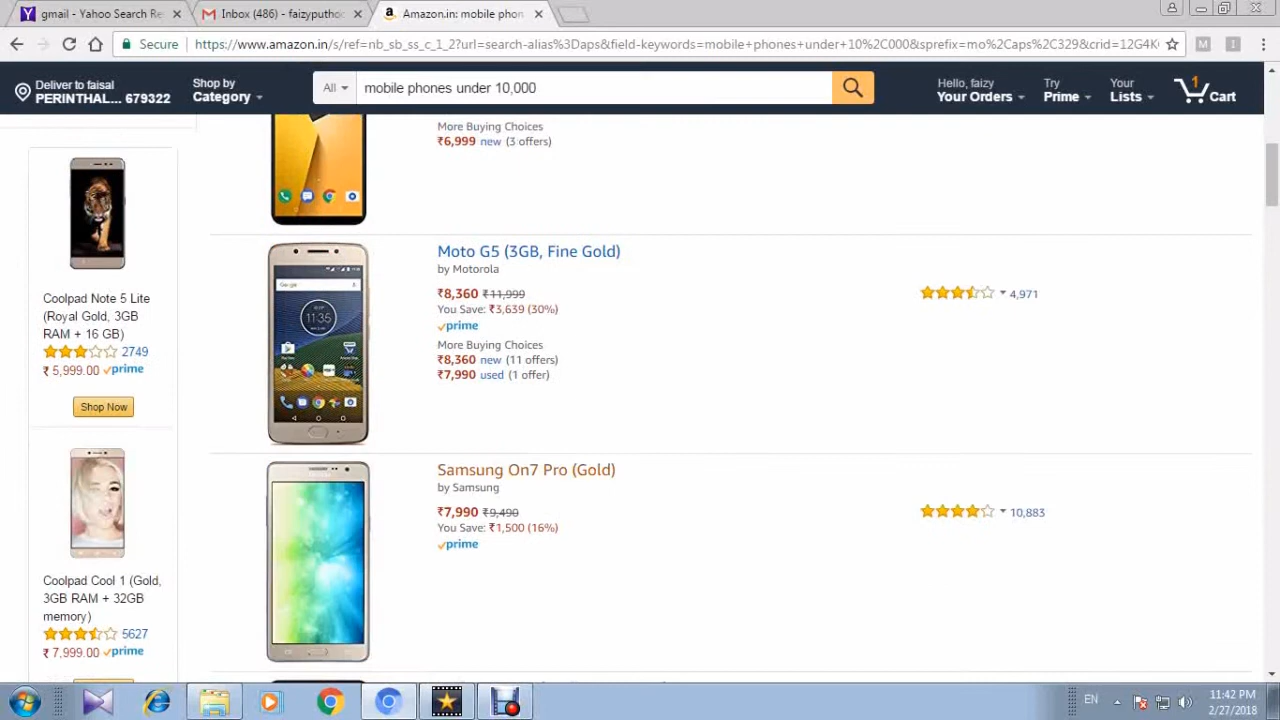 gmail - Yahoo Search Re
Inbox (486) - faizyputhd
Amazon.in: mobile phon
Secure
https://www.amazon.in/s/ref=nb_sb_ss_c_1_2?url=search-alias%3Daps&field-keywords=mobile+phones+under+10%2C000&sprefix=mo%2Caps%2C329&crid=12G4K
Deliver to faisal
PERINTHAL... 679322
Shop by
Category
All
mobile phones under 10,000
Hello, faizy
Your Orders
Try
Prime
Your
Lists
1
Cart
More Buying Choices
₹6,999 new (3 offers)
Coolpad Note 5 Lite
(Royal Gold, 3GB
RAM + 16 GB)
2749
₹ 5,999.00 prime
Shop Now
Moto G5 (3GB, Fine Gold)
by Motorola
₹8,360 ₹11,999
You Save: ₹3,639 (30%)
prime
More Buying Choices
₹8,360 new (11 offers)
₹7,990 used (1 offer)
4,971
Google
11:35
Coolpad Cool 1 (Gold,
3GB RAM + 32GB
memory)
5627
₹ 7,999.00 prime
Samsung On7 Pro (Gold)
by Samsung
₹7,990 ₹9,490
You Save: ₹1,500 (16%)
prime
10,883
EN
11:42 PM
2/27/2018